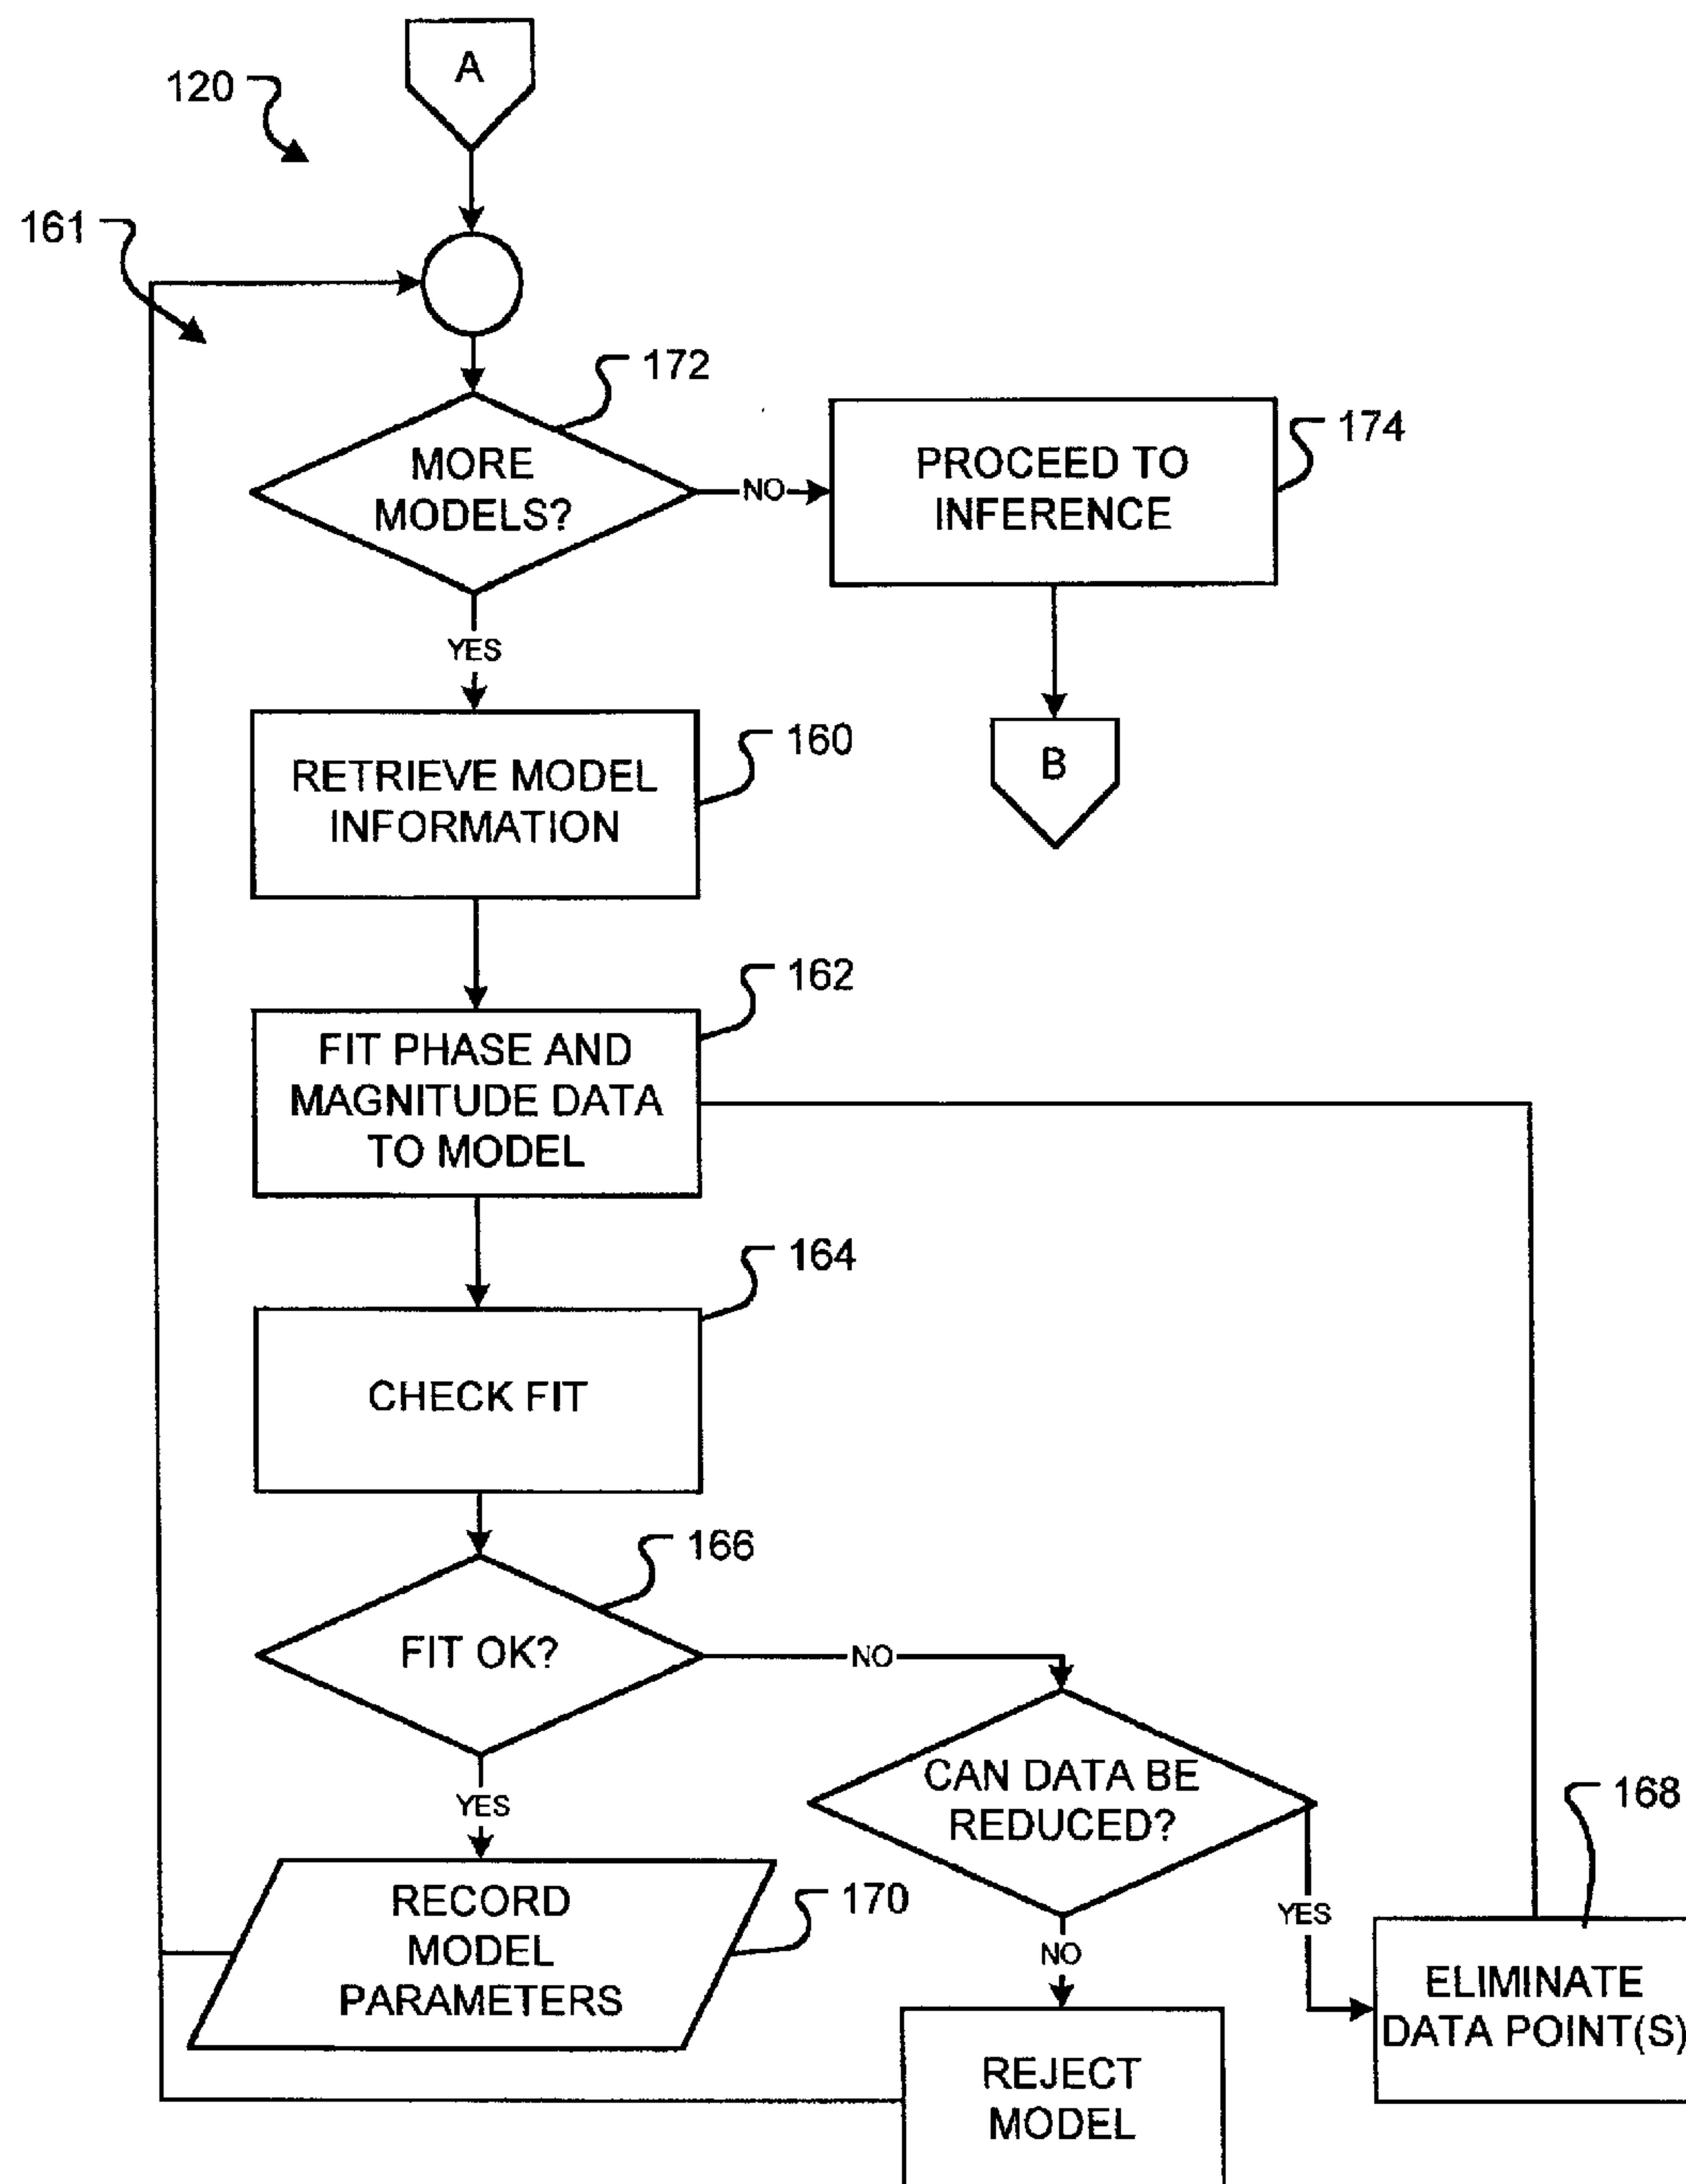 A
120
161
172
MORE
MODELS?
NO
PROCEED TO
INFERENCE
174
YES
B
RETRIEVE MODEL
INFORMATION
160
FIT PHASE AND
MAGNITUDE DATA
TO MODEL
162
CHECK FIT
164
FIT OK?
166
NO
YES
CAN DATA BE
REDUCED?
168
RECORD
MODEL
PARAMETERS
170
NO
YES
ELIMINATE
DATA POINT(S)
REJECT
MODEL